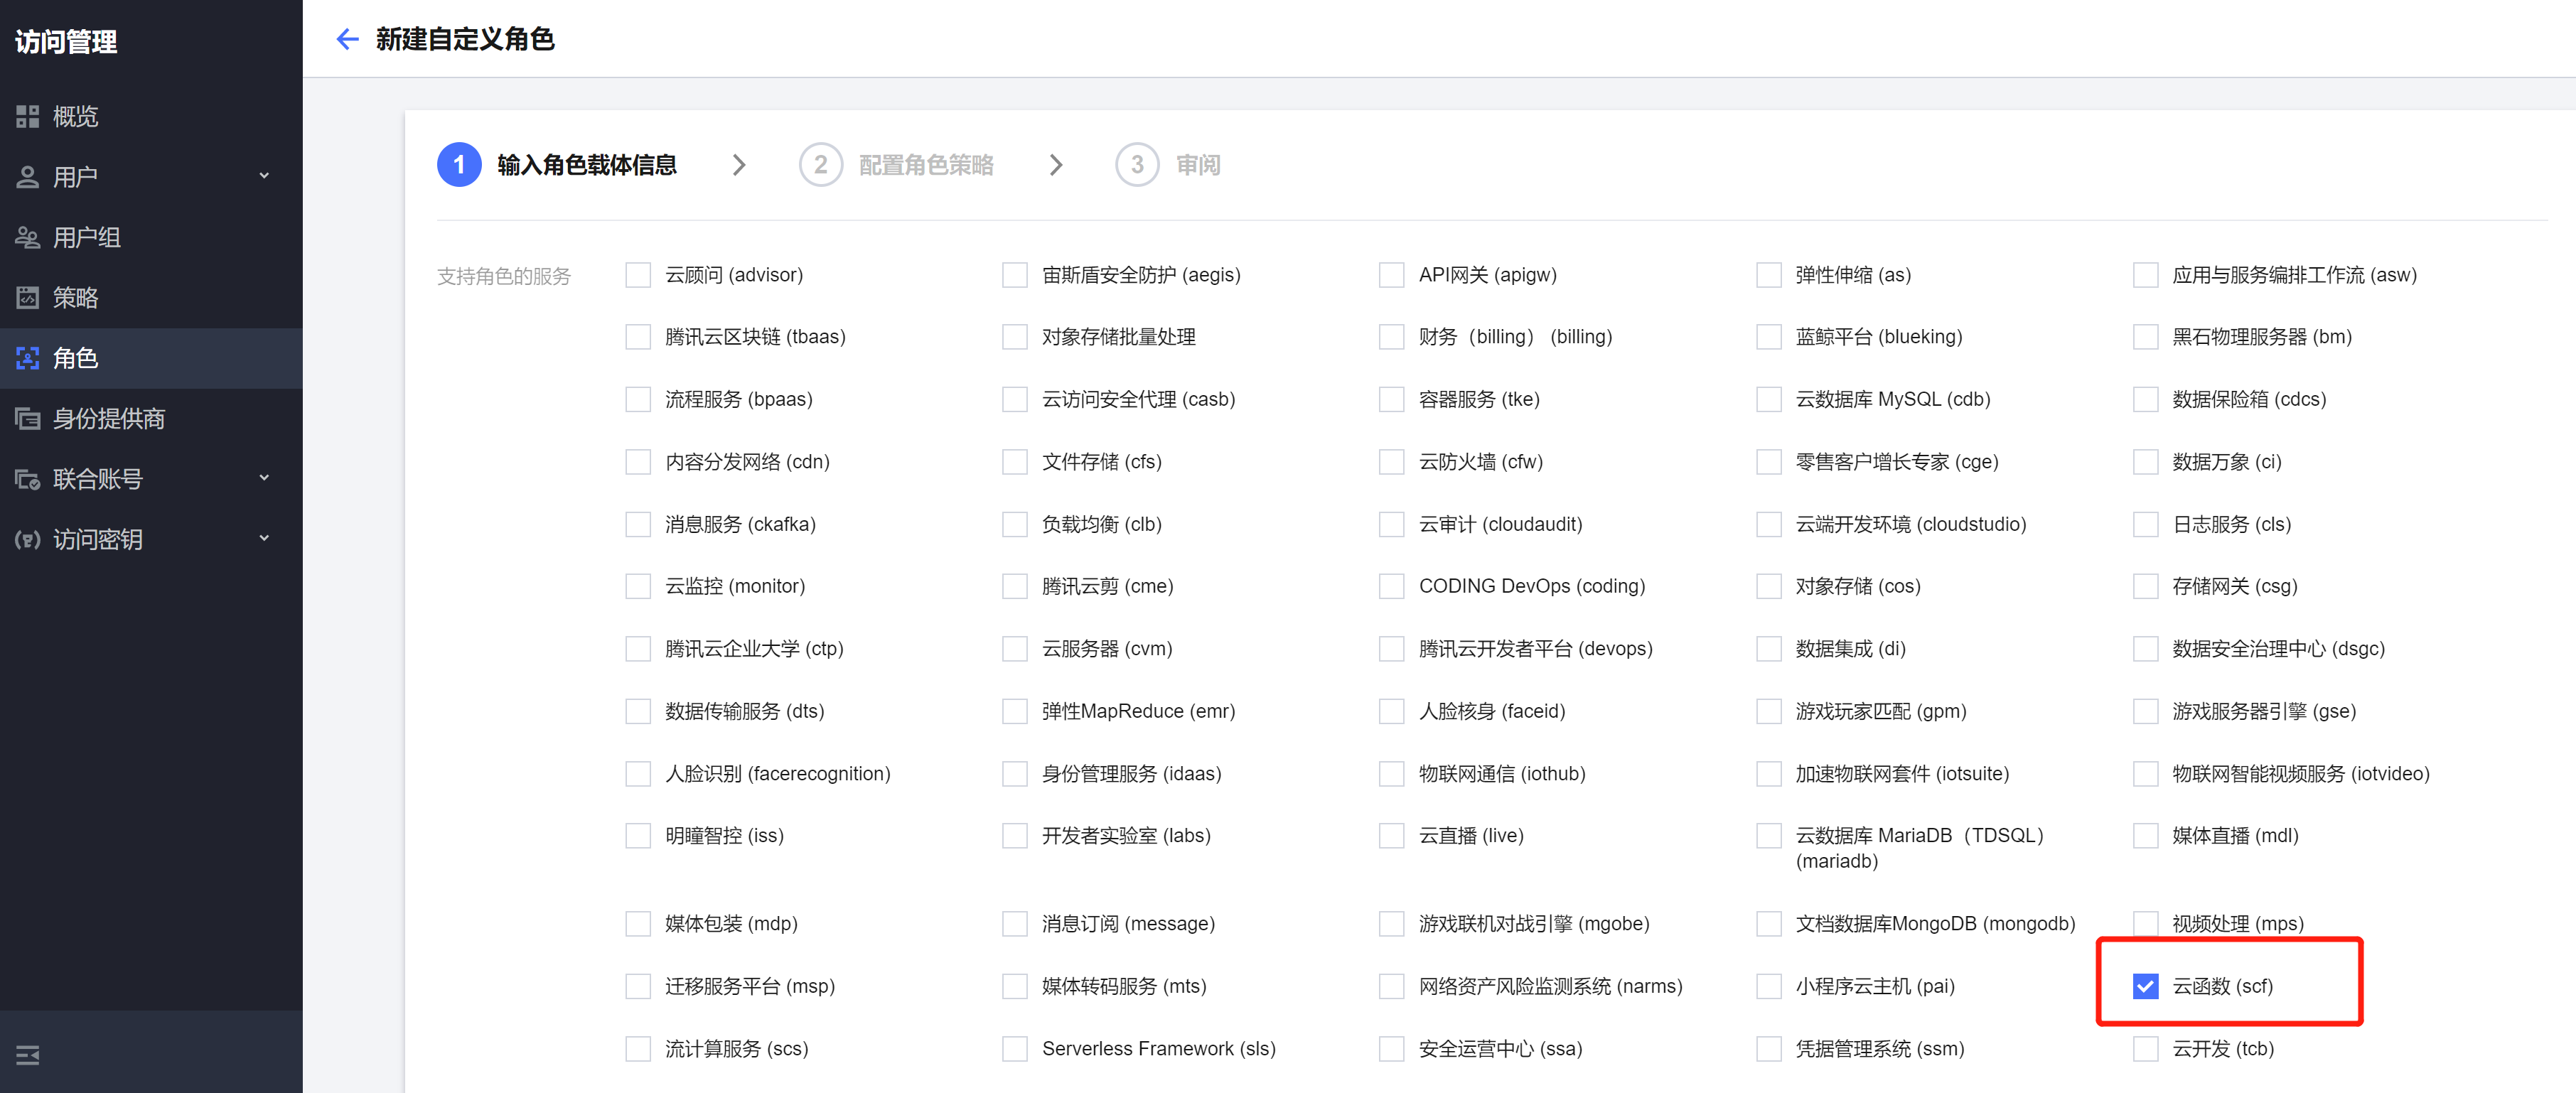 访问管理
概览
用户
用户组
策略
角色
身份提供商
联合账号
访问密钥
新建自定义角色
1 输入角色载体信息 2 配置角色策略 3 审阅
支持角色的服务
云顾问 (advisor) 宙斯盾安全防护 (aegis) API网关 (apigw) 弹性伸缩 (as) 应用与服务编排工作流 (asw)
腾讯云区块链 (tbaas) 对象存储批量处理 财务（billing） (billing) 蓝鲸平台 (blueking) 黑石物理服务器 (bm)
流程服务 (bpaas) 云访问安全代理 (casb) 容器服务 (tke) 云数据库 MySQL (cdb) 数据保险箱 (cdcs)
内容分发网络 (cdn) 文件存储 (cfs) 云防火墙 (cfw) 零售客户增长专家 (cge) 数据万象 (ci)
消息服务 (ckafka) 负载均衡 (clb) 云审计 (cloudaudit) 云端开发环境 (cloudstudio) 日志服务 (cls)
云监控 (monitor) 腾讯云剪 (cme) CODING DevOps (coding) 对象存储 (cos) 存储网关 (csg)
腾讯云企业大学 (ctp) 云服务器 (cvm) 腾讯云开发者平台 (devops) 数据集成 (di) 数据安全治理中心 (dsgc)
数据传输服务 (dts) 弹性MapReduce (emr) 人脸核身 (faceid) 游戏玩家匹配 (gpm) 游戏服务器引擎 (gse)
人脸识别 (facerecognition) 身份管理服务 (idaas) 物联网通信 (iothub) 加速物联网套件 (iotsuite) 物联网智能视频服务 (iotvideo)
明瞳智控 (iss) 开发者实验室 (labs) 云直播 (live) 云数据库 MariaDB（TDSQL） 媒体直播 (mdl)
(mariadb)
媒体包装 (mdp) 消息订阅 (message) 游戏联机对战引擎 (mgobe) 文档数据库MongoDB (mongodb) 视频处理 (mps)
迁移服务平台 (msp) 媒体转码服务 (mts) 网络资产风险监测系统 (narms) 小程序云主机 (pai) 云函数 (scf)
流计算服务 (scs) Serverless Framework (sls) 安全运营中心 (ssa) 凭据管理系统 (ssm) 云开发 (tcb)